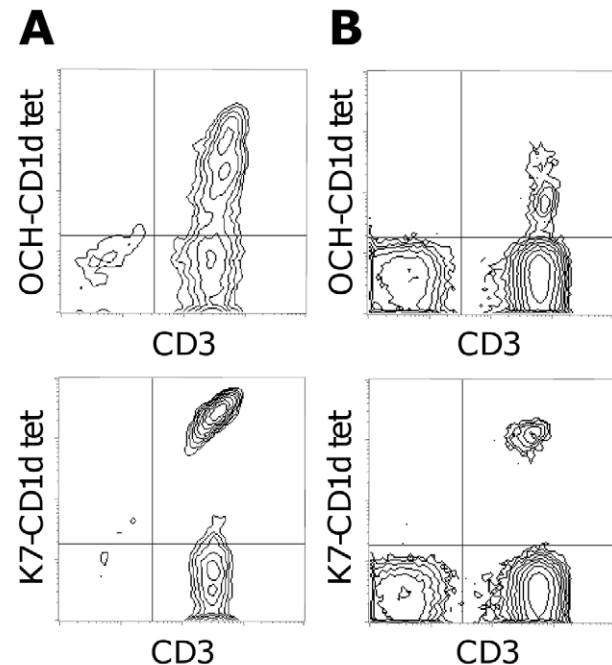 A
B
OCH-CD1d tet
CD3
OCH-CD1d tet
CD3
K7-CD1d tet
CD3
K7-CD1d tet
CD3